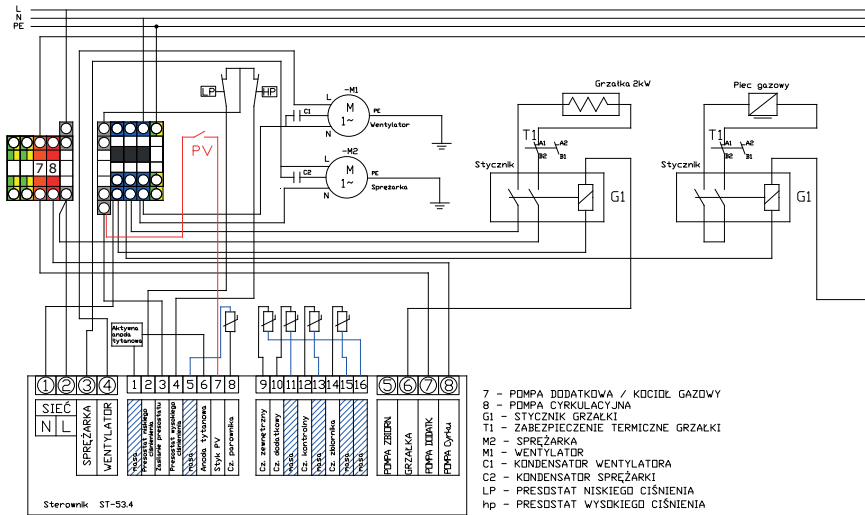 L
N
PE
LP
HP
-M1
L
M
1~
C1
PE
Wentylator
N
-M2
L
M
1~
C2
PE
Sprężarka
N
PV
7
8
Grzałka 2kW
T1
A1
A2
B2
B1
Stycznik
G1
Piec gazowy
T1
A1
A2
B2
B1
Stycznik
G1
Aktywna
anoda
tytanowa
1 2 3 4
SIEĆ
N L
SPRĘŻARKA
WENTYLATOR
1 2 3 4 5 6 7 8
masa
Presostat niskiego ciśnienienia
Zasilanie presostatu
Presostat wysokiego ciśnienienia
masa
Anoda tytanowa
Styk PV
Cz. parownika
9 10 11 12 13 14 15 16
Cz. zewnętrzny
Cz. dodatkowy
masa
Cz. kontrolny
masa
Cz. zbiornika
masa
masa
5 6 7 8
POMPA ZBIORN.
GRZAŁKA
POMPA DODATK
POMPA Cyrku.
Sterownik ST-53.4
7 - POMPA DODATKOWA / KOCIOŁ GAZOWY
8 - POMPA CYRKULACYJNA
G1 - STYCZNIK GRZAŁKI
T1 - ZABEZPIECZENIE TERMICZNE GRZAŁKI
M2 - SPRĘŻARKA
M1 - WENTYLATOR
C1 - KONDENSATOR WENTYLATORA
C2 - KONDENSATOR SPRĘŻARKI
LP - PRESOSTAT NISKIEGO CIŚNIENIA
hp - PRESOSTAT WYSOKIEGO CIŚNIENIA